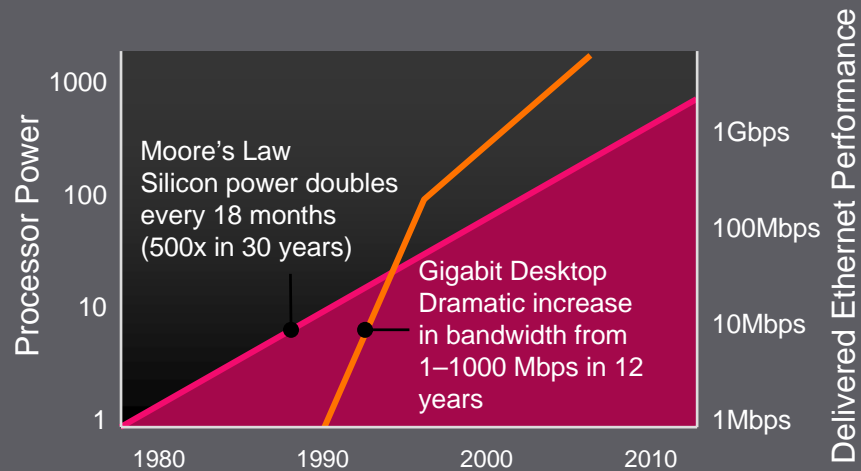 Processor Power
1000
100
10
1
Moore's Law
Silicon power doubles
every 18 months
(500x in 30 years)
Gigabit Desktop
Dramatic increase
in bandwidth from
1–1000 Mbps in 12
years
1980
1990
2000
2010
1Gbps
100Mbps
10Mbps
1Mbps
Delivered Ethernet Performance